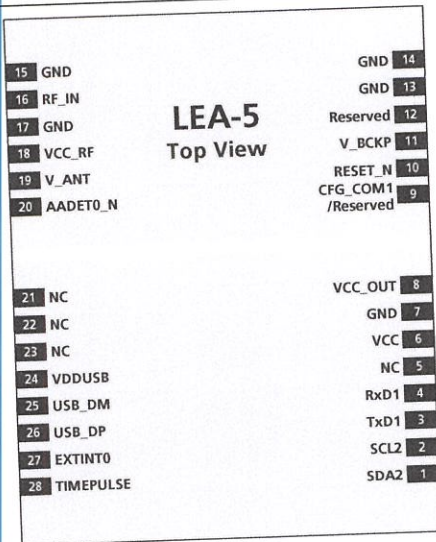 LEA-5
Top View
15 GND
16 RF_IN
17 GND
18 VCC_RF
19 V_ANT
20 AADET0_N
21 NC
22 NC
23 NC
24 VDDUSB
25 USB_DM
26 USB_DP
27 EXTINT0
28 TIMEPULSE
GND 14
GND 13
Reserved 12
V_BCKP 11
RESET_N 10
CFG_COM1
/Reserved 9
VCC_OUT 8
GND 7
VCC 6
NC 5
RxD1 4
TxD1 3
SCL2 2
SDA2 1